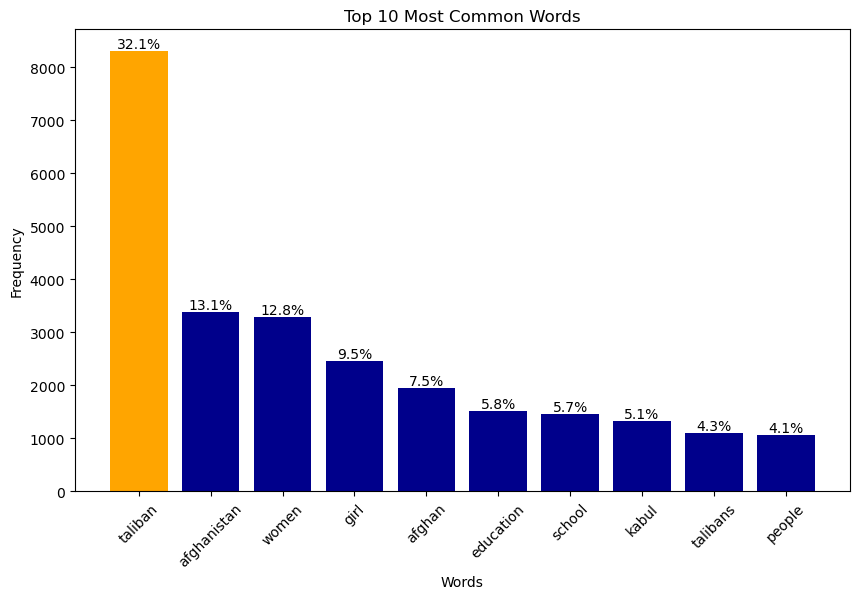 Top 10 Most Common Words
32.1%
13.1%
12.8%
9.5%
7.5%
5.8%
5.7%
5.1%
4.3%
4.1%
8000
7000
6000
5000
4000
3000
2000
1000
0
Frequency
taliban
afghanistan
women
girl
afghan
education
school
kabul
talibans
people
Words